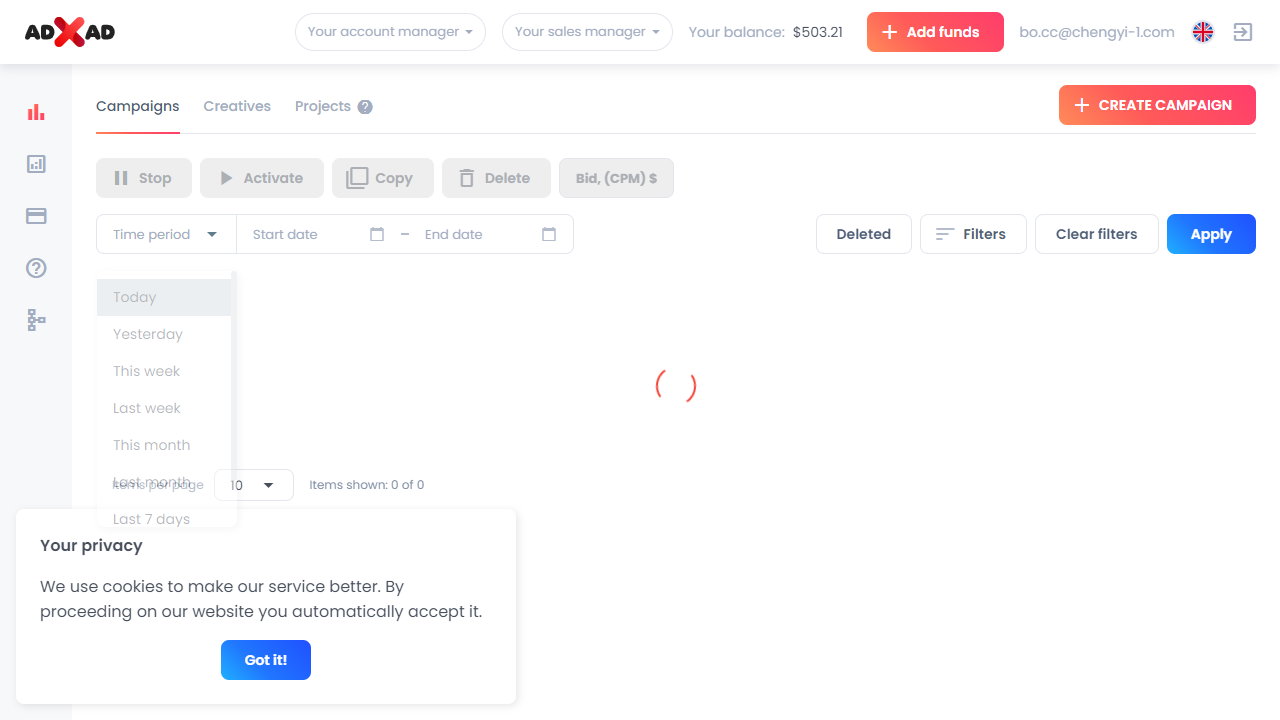 AD AD
Your account manager
Your sales manager
Your balance: $503.21
Add funds
bo.cc@chengyi-1.com
Campaigns
Creatives
Projects ?
CREATE CAMPAIGN
Stop
Activate
Copy
Delete
Bid, (CPM) $
Time period
Start date
–
End date
Deleted
Filters
Clear filters
Apply
Today
Yesterday
This week
Last week
This month
Last month
Items per page
10
Items shown: 0 of 0
Last 7 days
Your privacy
We use cookies to make our service better. By
proceeding on our website you automatically accept it.
Got it!